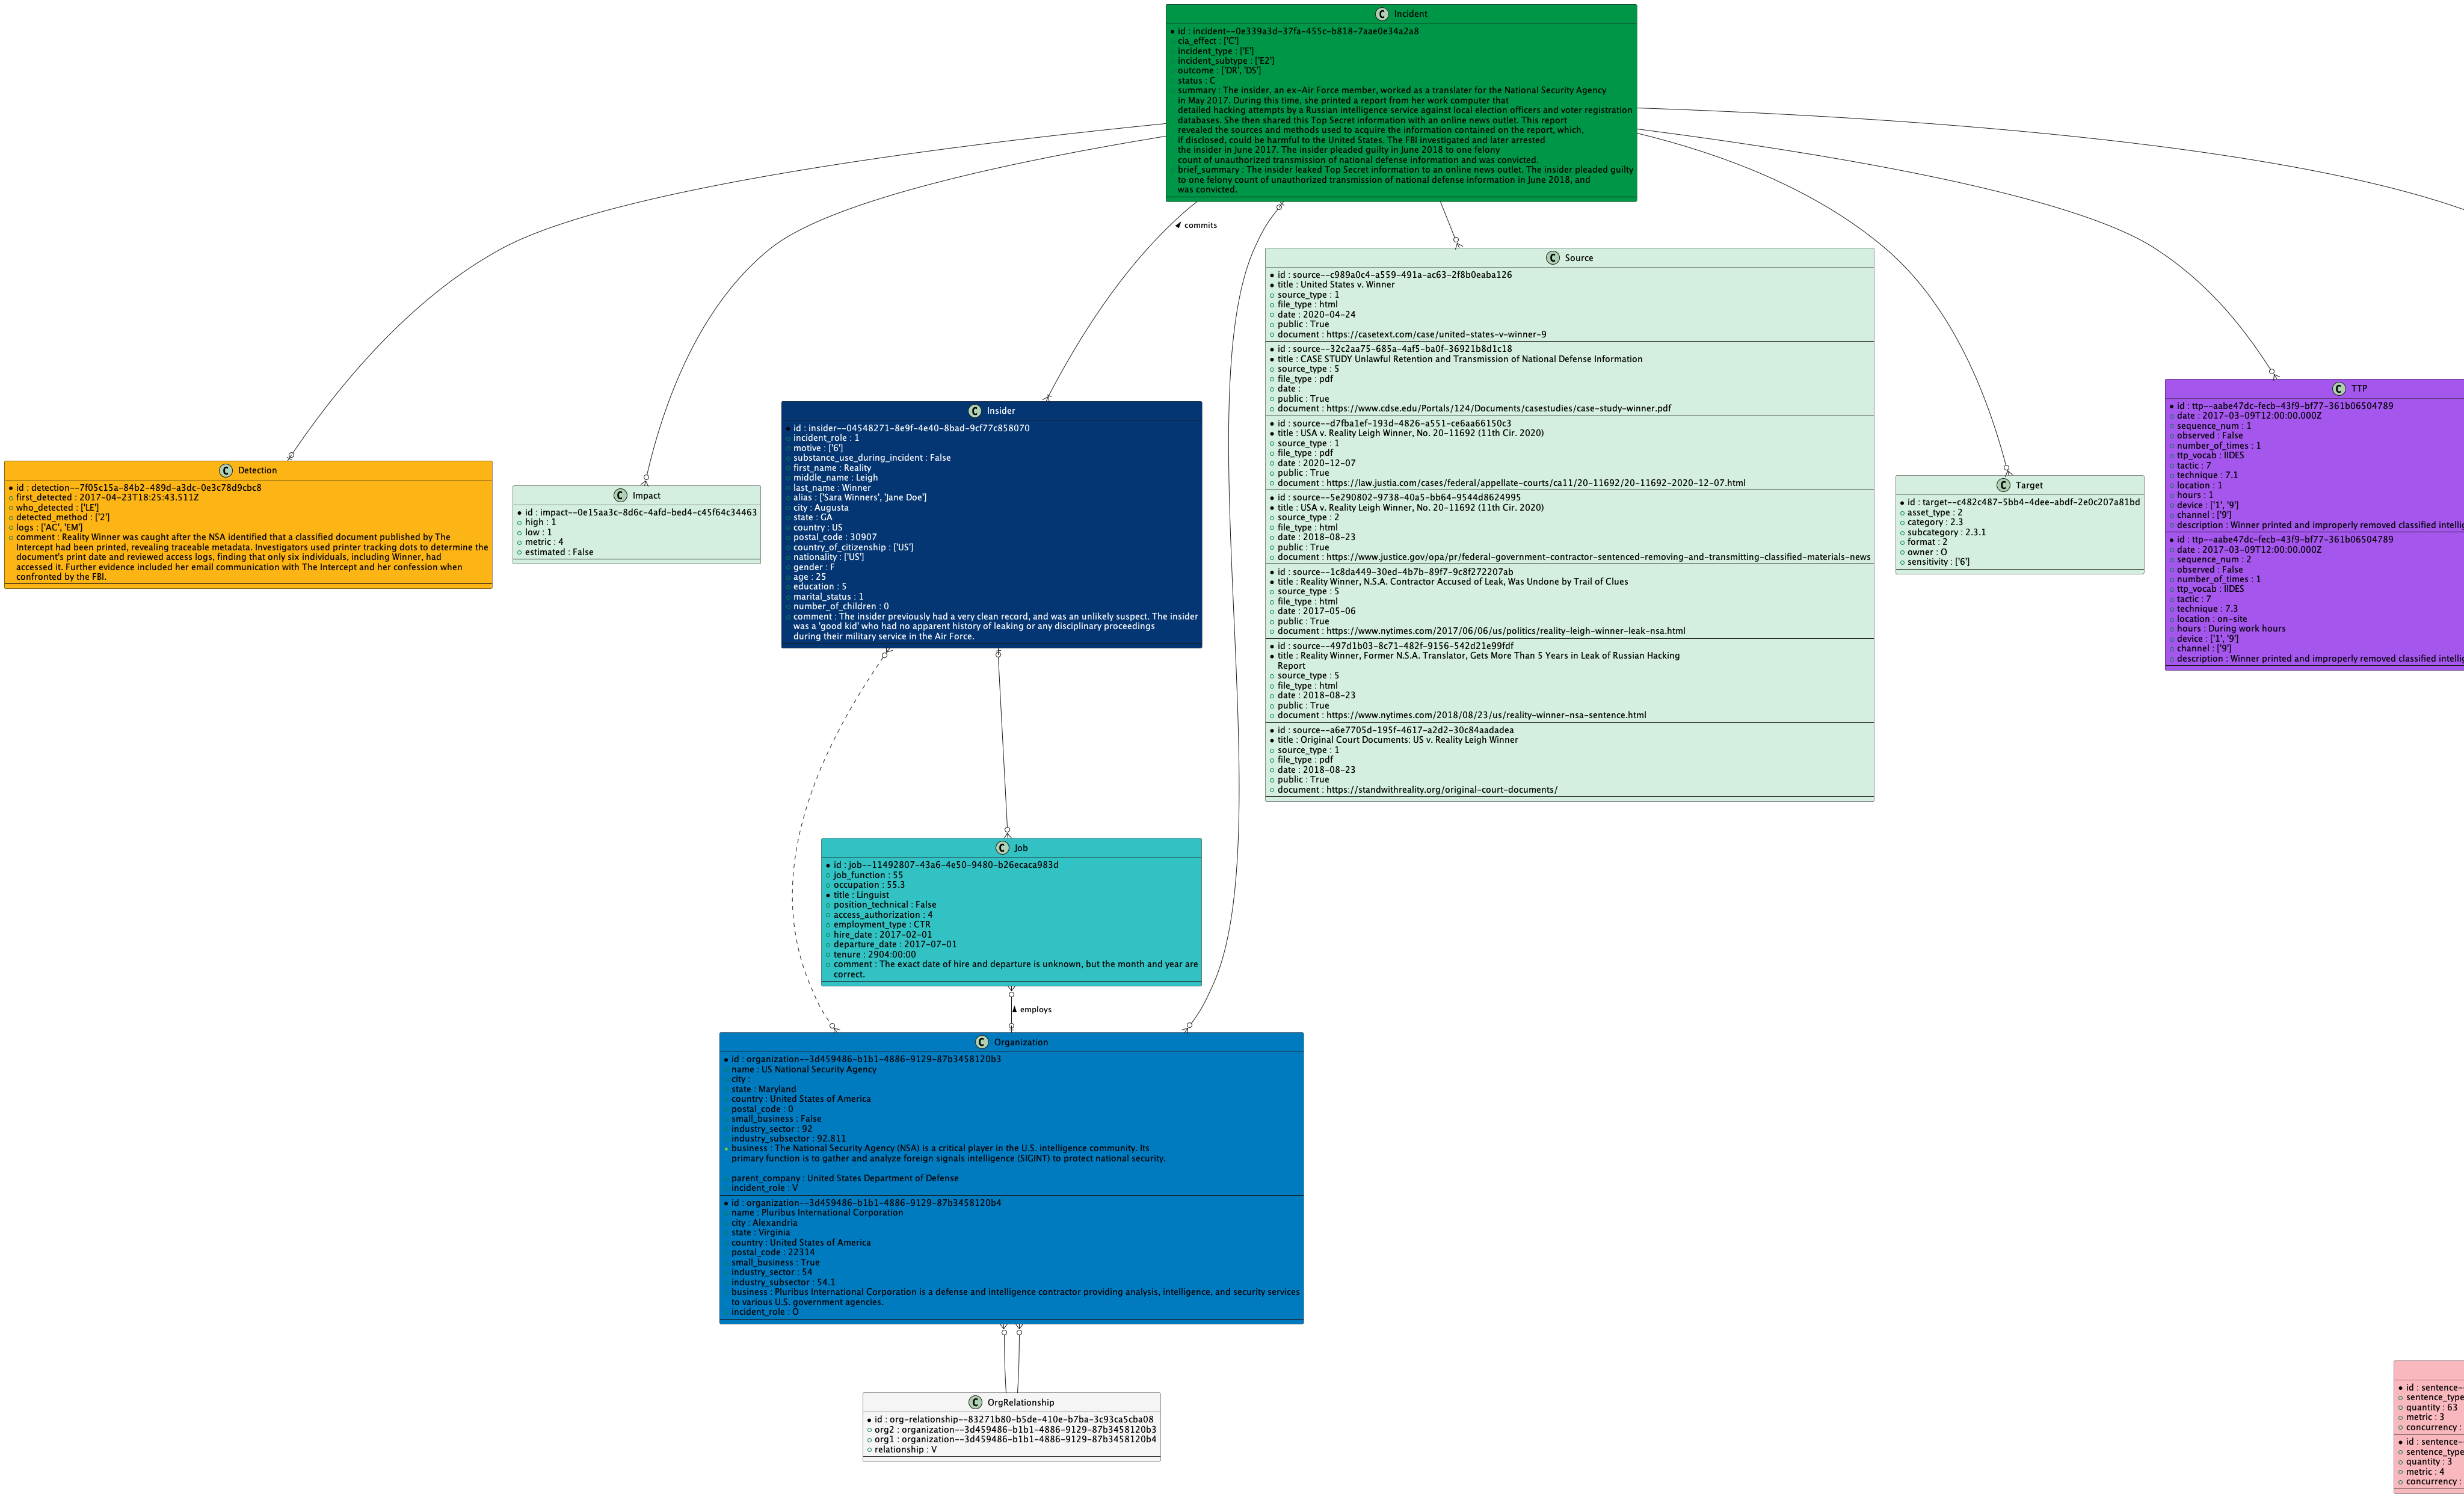 Incident
id : incident--0e339a3d-37fa-455c-b818-7aae0e34a2a8
cia_effect : ['C']
incident_type : ['E']
incident_subtype : ['E2']
outcome : ['DR', 'DS']
status : C
summary : The insider, an ex-Air Force member, worked as a translater for the National Security Agency
in May 2017. During this time, she printed a report from her work computer that
detailed hacking attempts by a Russian intelligence service against local election officers and voter registration
databases. She then shared this Top Secret information with an online news outlet. This report
revealed the sources and methods used to acquire the information contained on the report, which,
if disclosed, could be harmful to the United States. The FBI investigated and later arrested
the insider in June 2017. The insider pleaded guilty in June 2018 to one felony
count of unauthorized transmission of national defense information and was convicted.
brief_summary : The insider leaked Top Secret information to an online news outlet. The insider pleaded guilty
to one felony count of unauthorized transmission of national defense information in June 2018, and
was convicted.
commits
Source
id : source--c989a0c4-a559-491a-ac63-2f8b0eaba126
title : United States v. Winner
source_type : 1
file_type : html
date : 2020-04-24
public : True
document : https://casetext.com/case/united-states-v-winner-9
id : source--32c2aa75-685a-4af5-ba0f-36921b8d1c18
title : CASE STUDY Unlawful Retention and Transmission of National Defense Information
source_type : 5
file_type : pdf
date :
public : True
document : https://www.cdse.edu/Portals/124/Documents/casestudies/case-study-winner.pdf
id : source--d7fba1ef-193d-4826-a551-ce6aa66150c3
title : USA v. Reality Leigh Winner, No. 20-11692 (11th Cir. 2020)
source_type : 1
file_type : pdf
date : 2020-12-07
public : True
document : https://law.justia.com/cases/federal/appellate-courts/ca11/20-11692/20-11692-2020-12-07.html
id : source--5e290802-9738-40a5-bb64-9544d8624995
title : USA v. Reality Leigh Winner, No. 20-11692 (11th Cir. 2020)
source_type : 2
file_type : html
date : 2018-08-23
public : True
document : https://www.justice.gov/opa/pr/federal-government-contractor-sentenced-removing-and-transmitting-classified-materials-news
id : source--1c8da449-30ed-4b7b-89f7-9c8f272207ab
title : Reality Winner, N.S.A. Contractor Accused of Leak, Was Undone by Trail of Clues
source_type : 5
file_type : html
date : 2017-05-06
public : True
document : https://www.nytimes.com/2017/06/06/us/politics/reality-leigh-winner-leak-nsa.html
id : source--497d1b03-8c71-482f-9156-542d21e99fdf
title : Reality Winner, Former N.S.A. Translator, Gets More Than 5 Years in Leak of Russian Hacking
Report
source_type : 5
file_type : html
date : 2018-08-23
public : True
document : https://www.nytimes.com/2018/08/23/us/reality-winner-nsa-sentence.html
id : source--a6e7705d-195f-4617-a2d2-30c84aadadea
title : Original Court Documents: US v. Reality Leigh Winner
source_type : 1
file_type : pdf
date : 2018-08-23
public : True
document : https://standwithreality.org/original-court-documents/
TTP
id : ttp--aabe47dc-fecb-43f9-bf77-361b06504789
date : 2017-03-09T12:00:00.000Z
sequence_num : 1
observed : False
number_of_times : 1
ttp_vocab : IIDES
tactic : 7
technique : 7.1
location : 1
hours : 1
device : ['1', '9']
channel : ['9']
description : Winner printed and improperly removed classified intellig
id : ttp--aabe47dc-fecb-43f9-bf77-361b06504789
date : 2017-03-09T12:00:00.000Z
sequence_num : 2
observed : False
number_of_times : 1
ttp_vocab : IIDES
tactic : 7
technique : 7.3
location : on-site
hours : During work hours
device : ['1', '9']
channel : ['9']
description : Winner printed and improperly removed classified intellig
Insider
id : insider--04548271-8e9f-4e40-8bad-9cf77c858070
incident_role : 1
motive : ['6']
substance_use_during_incident : False
first_name : Reality
middle_name : Leigh
last_name : Winner
alias : ['Sara Winners', 'Jane Doe']
city : Augusta
state : GA
country : US
postal_code : 30907
country_of_citizenship : ['US']
nationality : ['US']
gender : F
age : 25
education : 5
marital_status : 1
number_of_children : 0
comment : The insider previously had a very clean record, and was an unlikely suspect. The insider
was a 'good kid' who had no apparent history of leaking or any disciplinary proceedings
during their military service in the Air Force.
Detection
id : detection--7f05c15a-84b2-489d-a3dc-0e3c78d9cbc8
first_detected : 2017-04-23T18:25:43.511Z
who_detected : ['LE']
detected_method : ['2']
logs : ['AC', 'EM']
comment : Reality Winner was caught after the NSA identified that a classified document published by The
Intercept had been printed, revealing traceable metadata. Investigators used printer tracking dots to determine the
document's print date and reviewed access logs, finding that only six individuals, including Winner, had
accessed it. Further evidence included her email communication with The Intercept and her confession when
confronted by the FBI.
Impact
id : impact--0e15aa3c-8d6c-4afd-bed4-c45f64c34463
high : 1
low : 1
metric : 4
estimated : False
Target
id : target--c482c487-5bb4-4dee-abdf-2e0c207a81bd
asset_type : 2
category : 2.3
subcategory : 2.3.1
format : 2
owner : O
sensitivity : ['6']
Job
id : job--11492807-43a6-4e50-9480-b26ecaca983d
job_function : 55
occupation : 55.3
title : Linguist
position_technical : False
access_authorization : 4
employment_type : CTR
hire_date : 2017-02-01
departure_date : 2017-07-01
tenure : 2904:00:00
comment : The exact date of hire and departure is unknown, but the month and year are
correct.
employs
Organization
id : organization--3d459486-b1b1-4886-9129-87b3458120b3
name : US National Security Agency
city :
state : Maryland
country : United States of America
postal_code : 0
small_business : False
industry_sector : 92
industry_subsector : 92.811
business : The National Security Agency (NSA) is a critical player in the U.S. intelligence community. Its
primary function is to gather and analyze foreign signals intelligence (SIGINT) to protect national security.
parent_company : United States Department of Defense
incident_role : V
id : organization--3d459486-b1b1-4886-9129-87b3458120b4
name : Pluribus International Corporation
city : Alexandria
state : Virginia
country : United States of America
postal_code : 22314
small_business : True
industry_sector : 54
industry_subsector : 54.1
business : Pluribus International Corporation is a defense and intelligence contractor providing analysis, intelligence, and security services
to various U.S. government agencies.
incident_role : O
OrgRelationship
id : org-relationship--83271b80-b5de-410e-b7ba-3c93ca5cba08
org2 : organization--3d459486-b1b1-4886-9129-87b3458120b3
org1 : organization--3d459486-b1b1-4886-9129-87b3458120b4
relationship : V
id : sentence--
sentence_type
quantity : 63
metric : 3
concurrency :
id : sentence--
sentence_type
quantity : 3
metric : 4
concurrency :